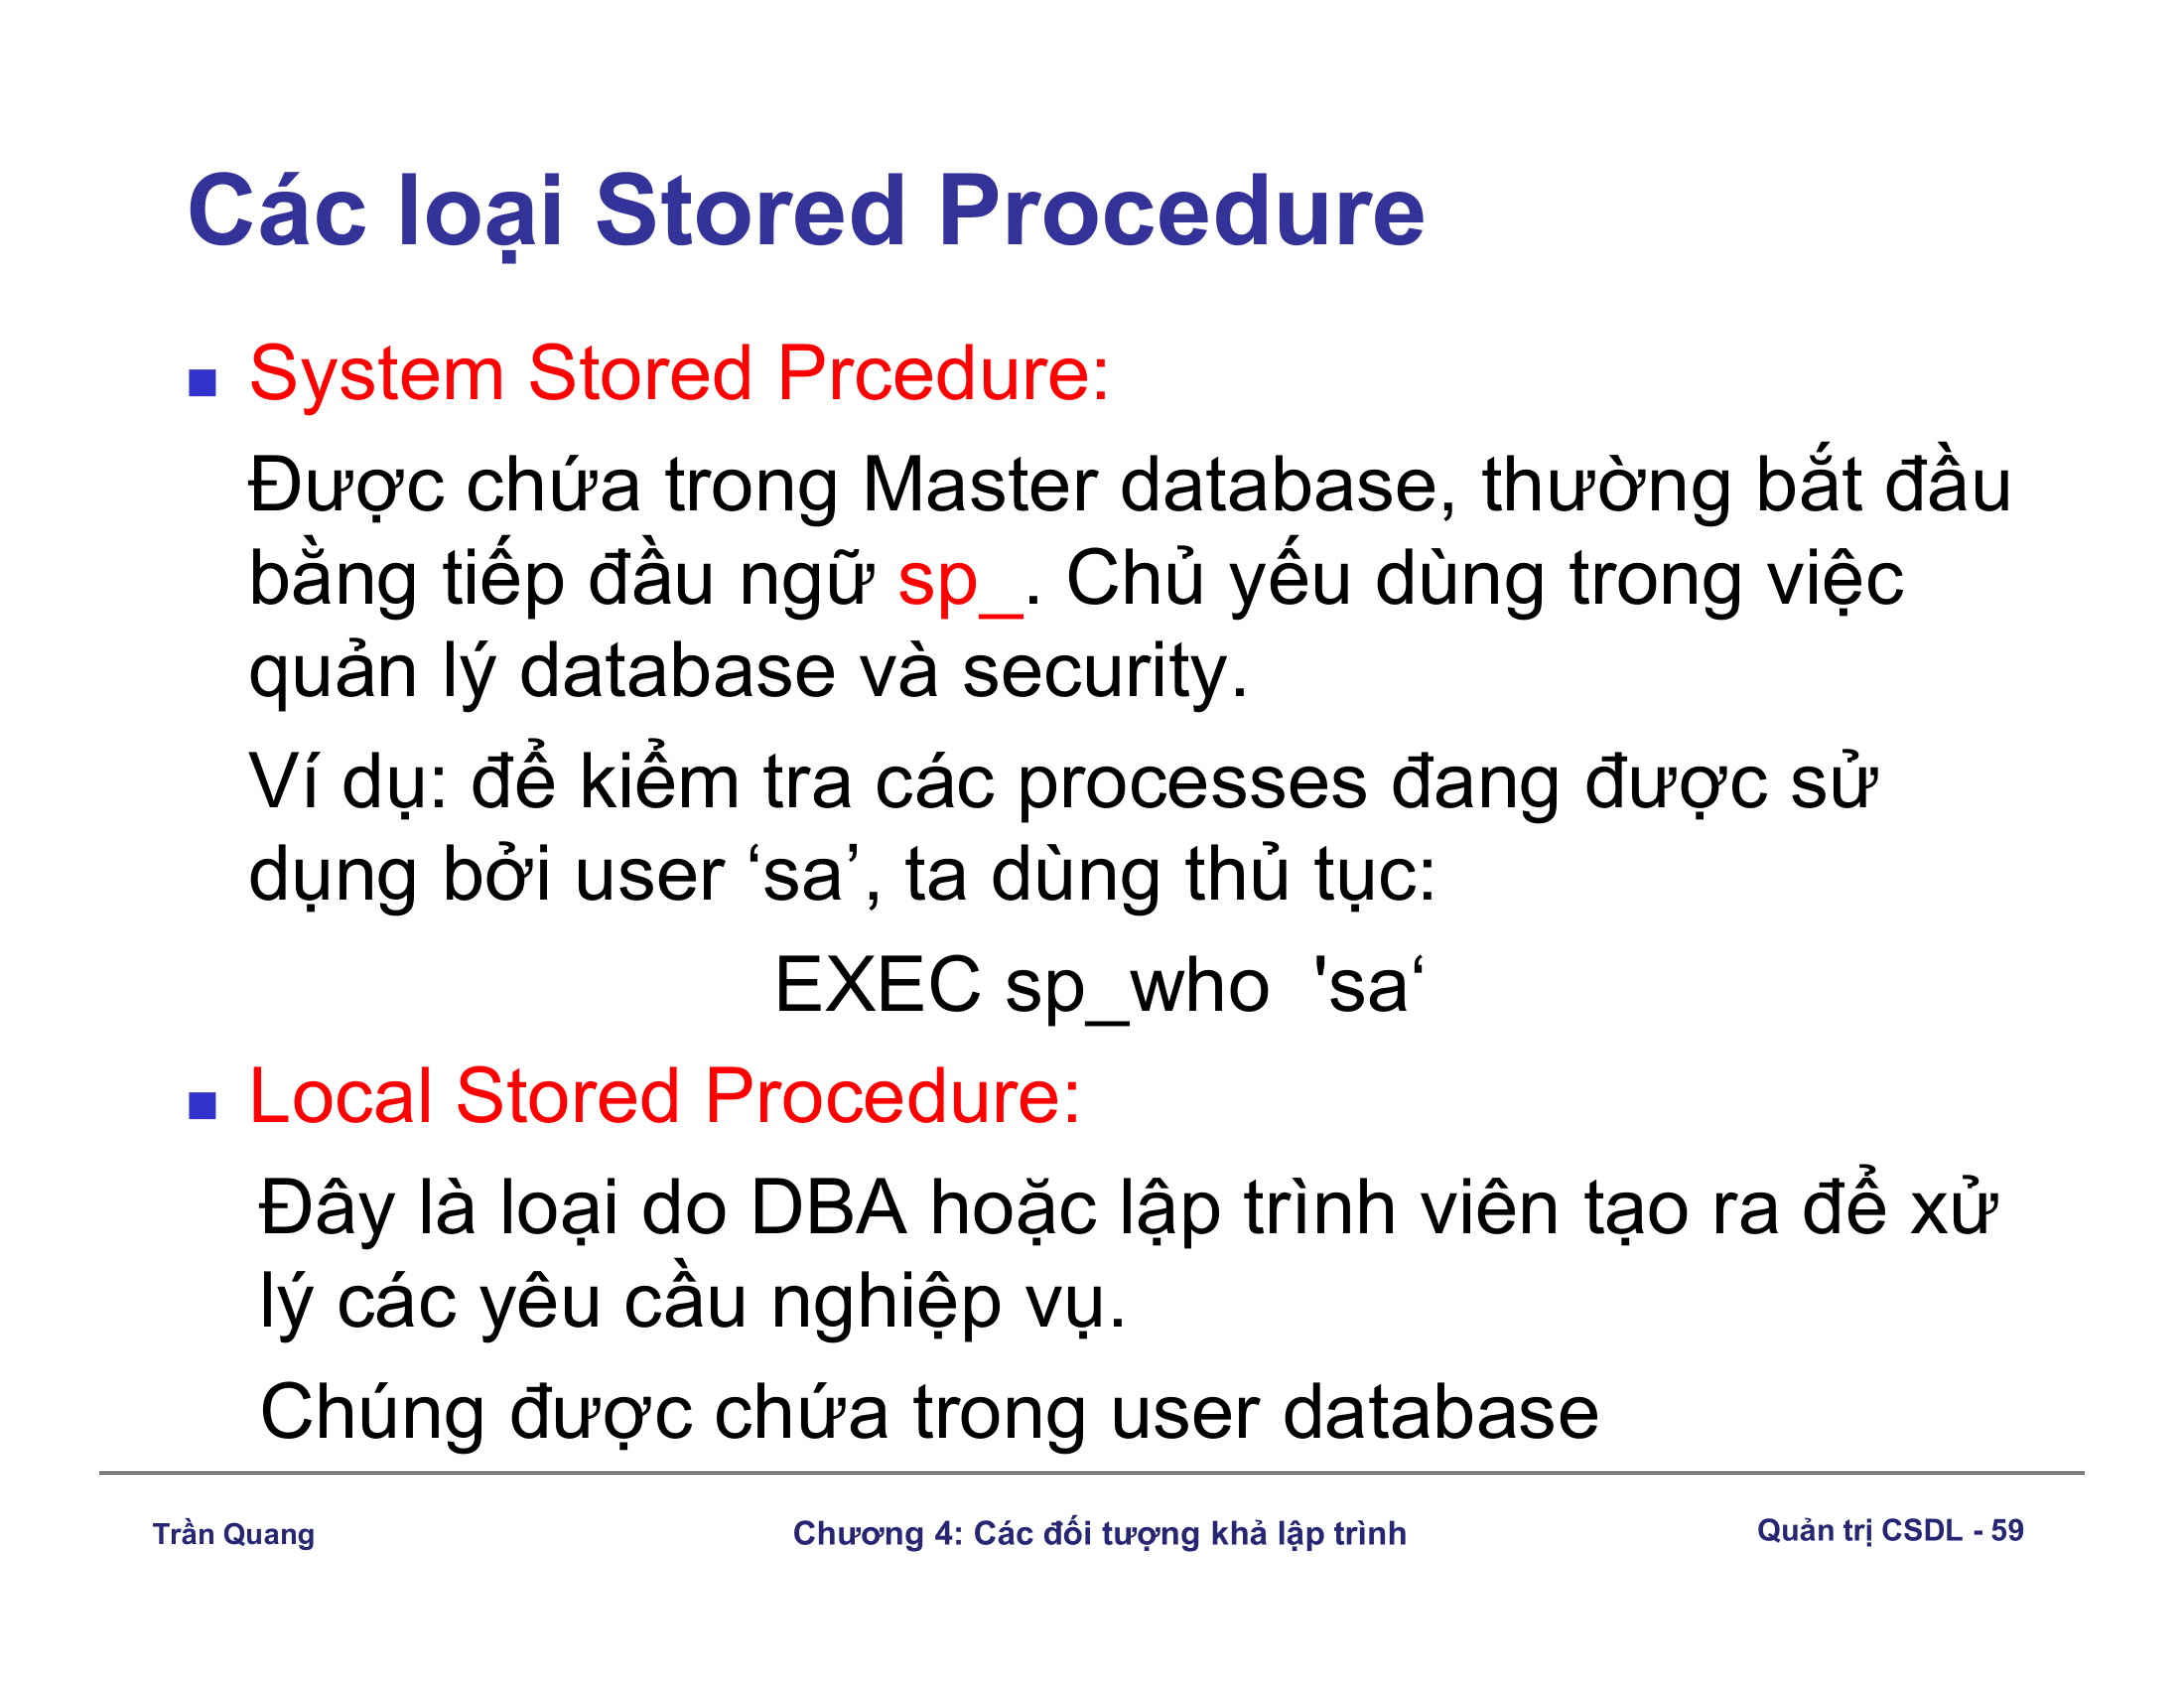 Các loại Stored Procedure
System Stored Prcedure:
Được chứa trong Master database, thường bắt đầu
bằng tiếp đầu ngữ sp_. Chủ yếu dùng trong việc
quản lý database và security.
Ví dụ: để kiểm tra các processes đang được sử
dụng bởi user ‘sa’, ta dùng thủ tục:
EXEC sp_who  'sa‘
Local Stored Procedure:
Đây là loại do DBA hoặc lập trình viên tạo ra để xử
lý các yêu cầu nghiệp vụ.
Chúng được chứa trong user database
Trần Quang
Chương 4: Các đối tượng khả lập trình
Quản trị CSDL - 59